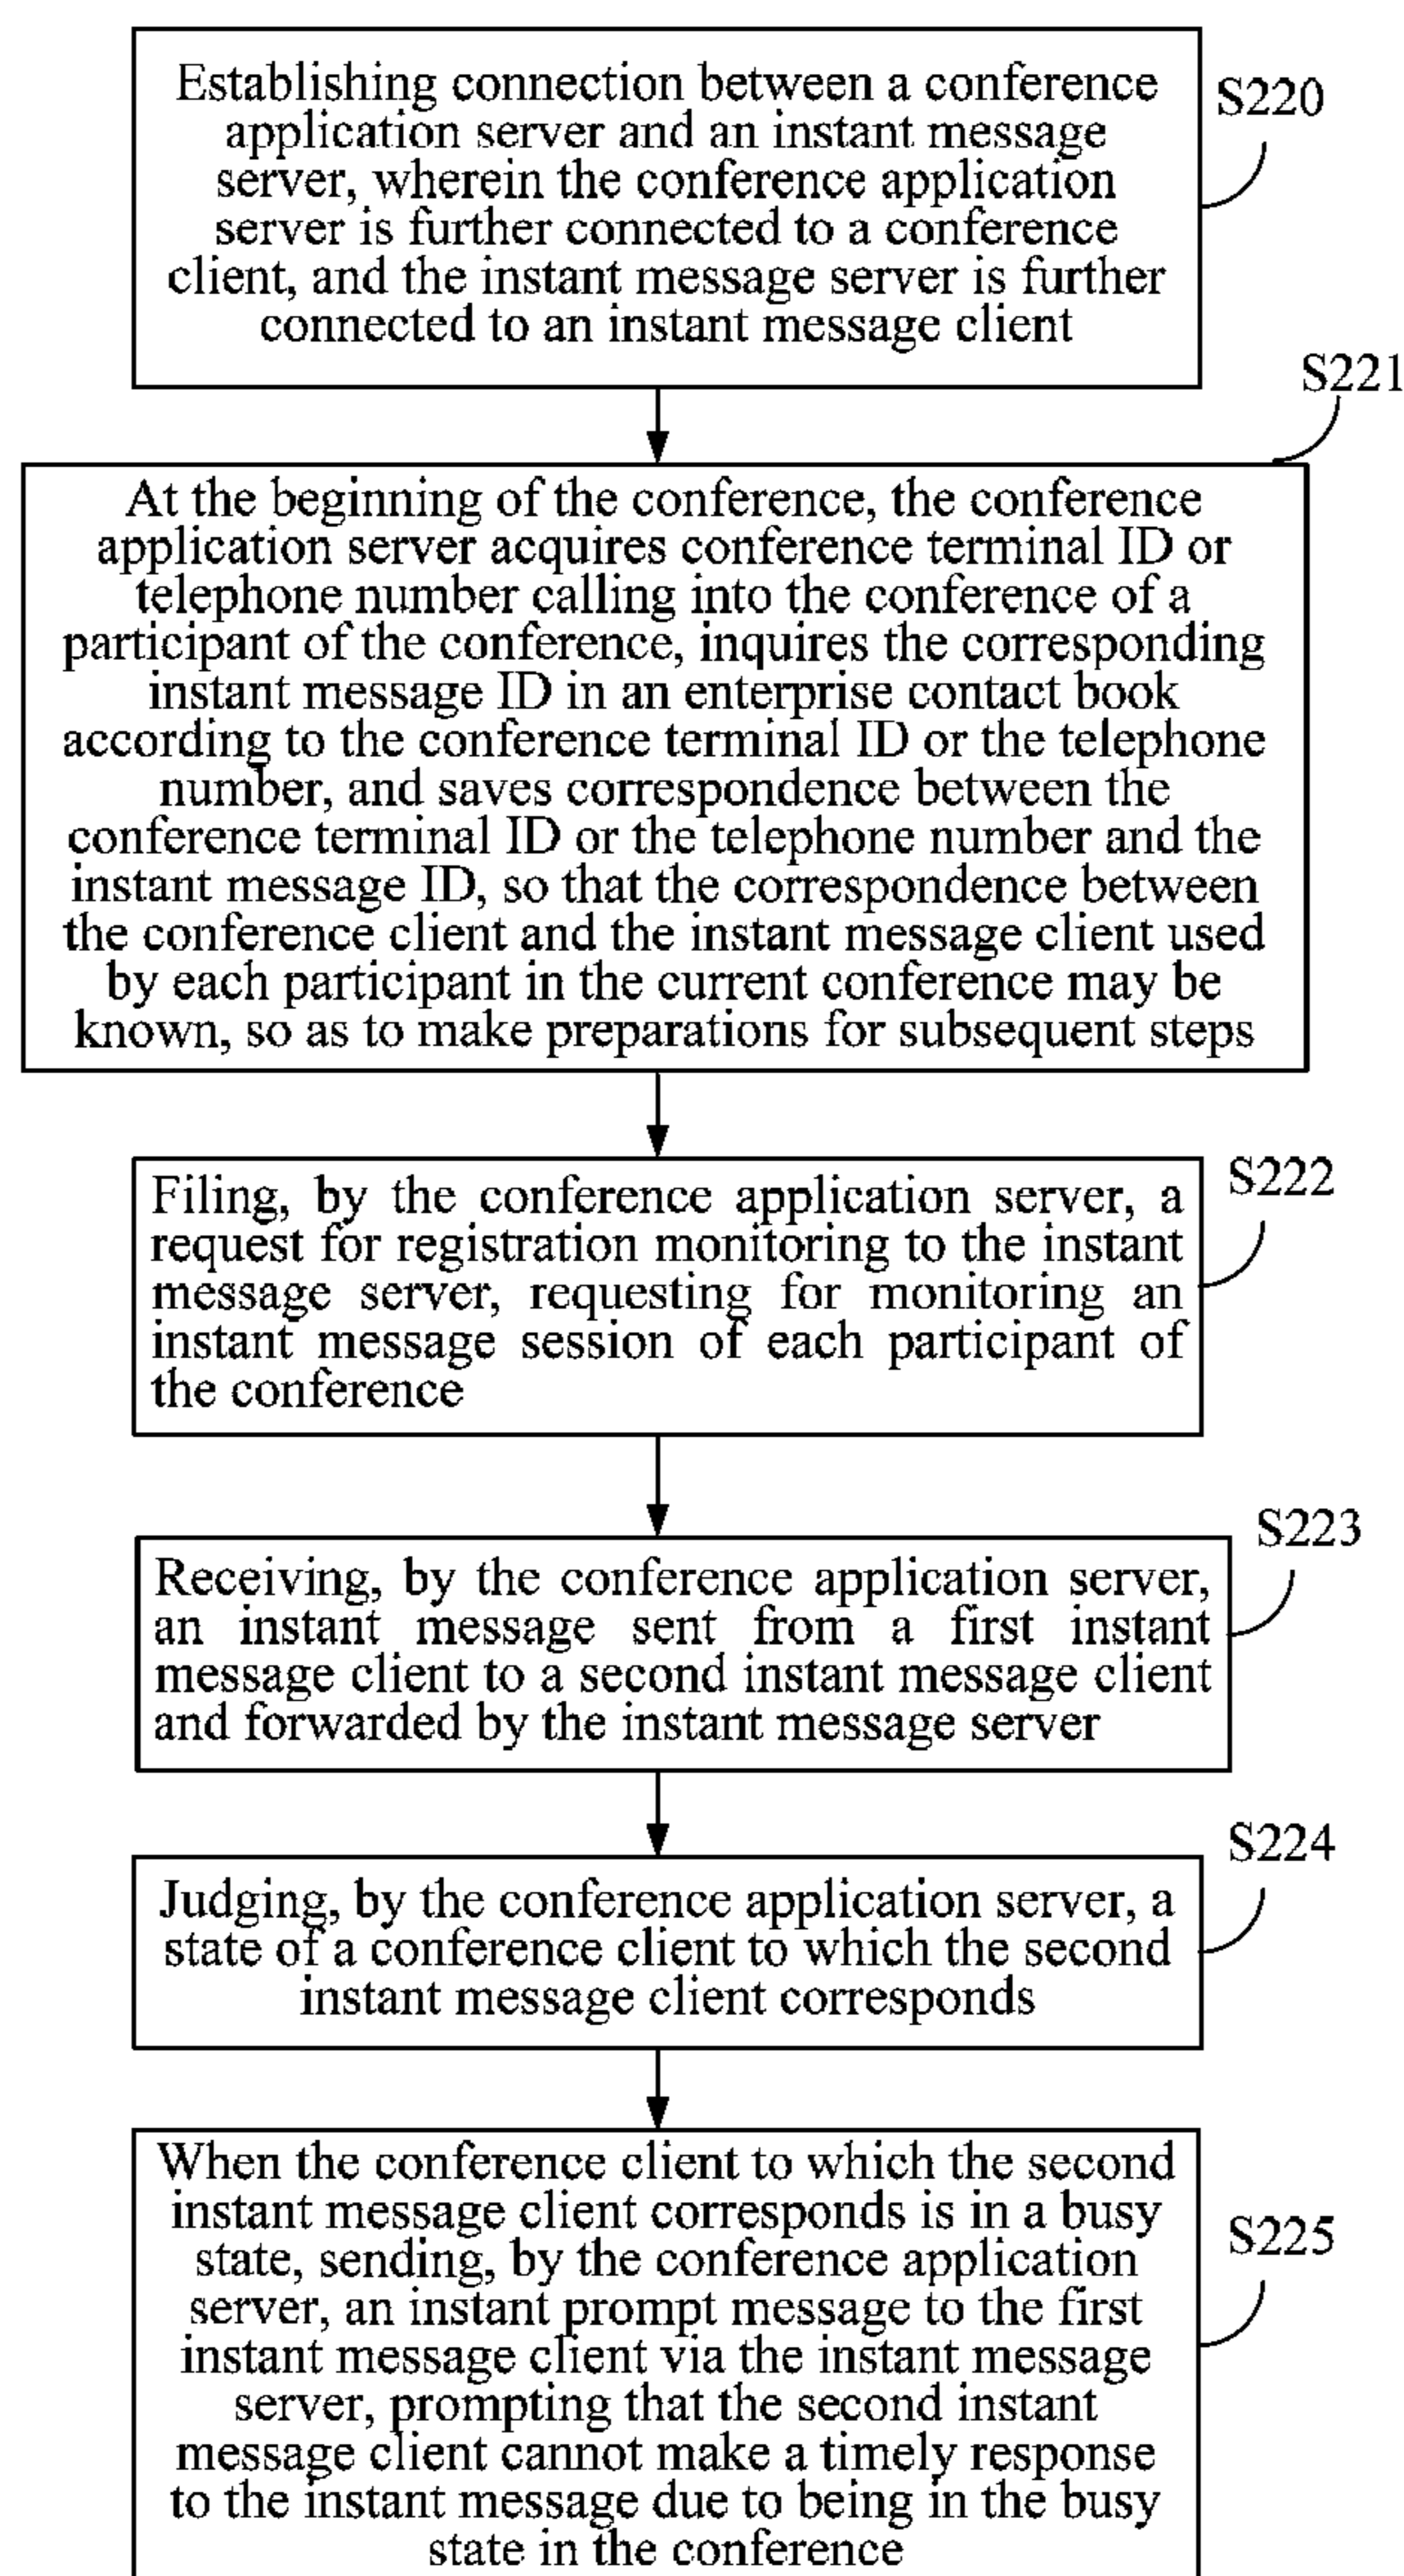 Establishing connection between a conference
application server and an instant message
server, wherein the conference application
server is further connected to a conference
client, and the instant message server is further
connected to an instant message client
S220
S221
At the beginning of the conference, the conference
application server acquires conference terminal ID or
telephone number calling into the conference of a
participant of the conference, inquires the corresponding
instant message ID in an enterprise contact book
according to the conference terminal ID or the telephone
number, and saves correspondence between the
conference terminal ID or the telephone number and the
instant message ID, so that the correspondence between
the conference client and the instant message client used
by each participant in the current conference may be
known, so as to make preparations for subsequent steps
S222
Filing, by the conference application server, a
request for registration monitoring to the instant
message server, requesting for monitoring an
instant message session of each participant of
the conference
S223
Receiving, by the conference application server,
an instant message sent from a first instant
message client to a second instant message client
and forwarded by the instant message server
S224
Judging, by the conference application server, a
state of a conference client to which the second
instant message client corresponds
When the conference client to which the second
instant message client corresponds is in a busy
state, sending, by the conference application
server, an instant prompt message to the first
instant message client via the instant message
server, prompting that the second instant
message client cannot make a timely response
to the instant message due to being in the busy
state in the conference
S225